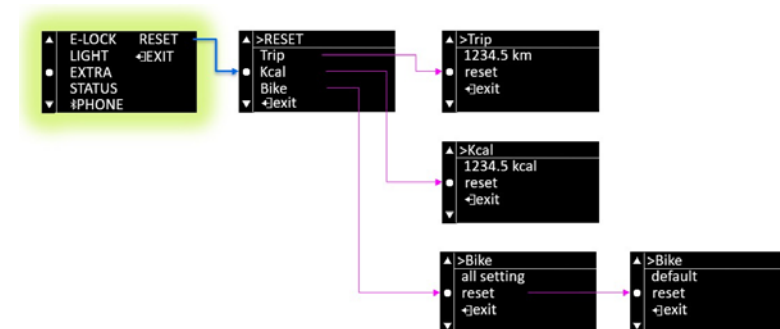 E-LOCK RESET
LIGHT EXIT
EXTRA
STATUS
PHONE
>RESET
Trip
Kcal
Bike
exit
>Trip
1234.5 km
reset
exit
>Kcal
1234.5 kcal
reset
exit
>Bike
all setting
reset
exit
>Bike
default
reset
exit